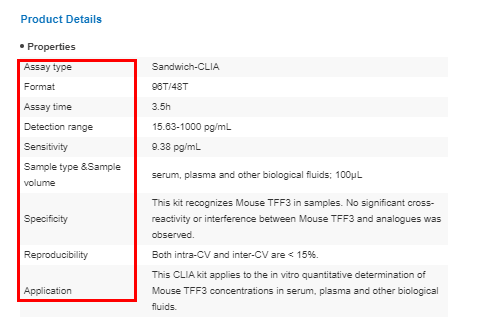 Product Details
• Properties
Assay type Sandwich-CLIA
Format 96T/48T
Assay time 3.5h
Detection range 15.63-1000 pg/mL
Sensitivity 9.38 pg/mL
Sample type &Sample
volume
serum, plasma and other biological fluids; 100μL
Specificity
This kit recognizes Mouse TFF3 in samples. No significant cross-
reactivity or interference between Mouse TFF3 and analogues was
observed.
Reproducibility Both intra-CV and inter-CV are < 15%.
Application
This CLIA kit applies to the in vitro quantitative determination of
Mouse TFF3 concentrations in serum, plasma and other biological
fluids.